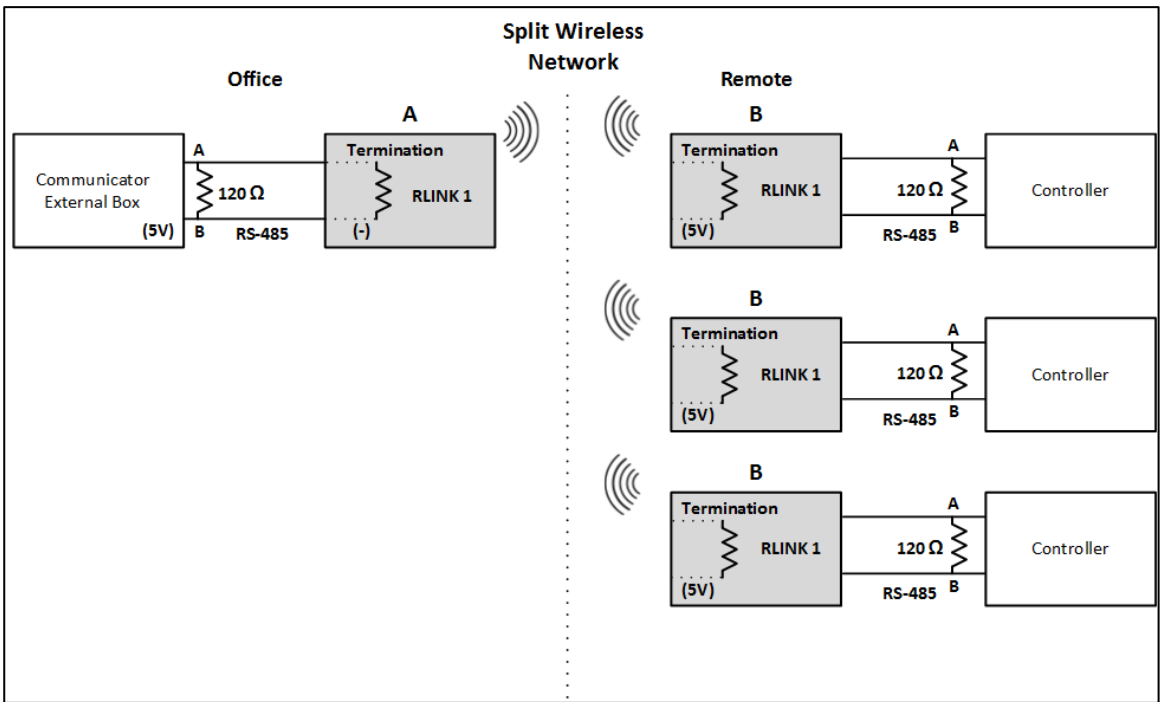 Split Wireless
Network
Office
Remote
A
B
A
Termination
Communicator
External Box
120 Ω
RLINK 1
(5V)
B
RS-485
(-)
Termination
A
RLINK 1
120 Ω
Controller
(5V)
RS-485
B
B
Termination
A
RLINK 1
120 Ω
Controller
(5V)
RS-485
B
B
Termination
A
RLINK 1
120 Ω
Controller
(5V)
RS-485
B